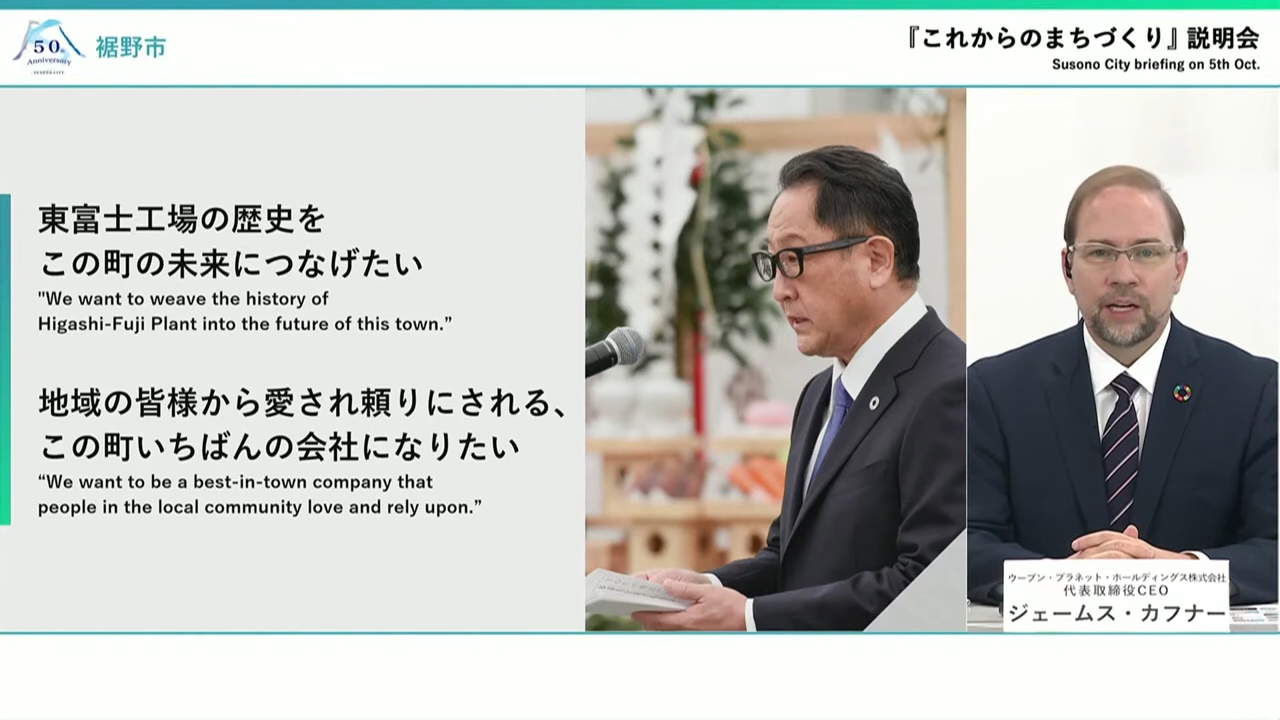 50th
Anniversary
裾野市
『これからのまちづくり』説明会
Susono City briefing on 5th Oct.
東富士工場の歴史を
この町の未来につなげたい
"We want to weave the history of
Higashi-Fuji Plant into the future of this town.”
地域の皆様から愛され頼りにされる、
この町いちばんの会社になりたい
“We want to be a best-in-town company that
people in the local community love and rely upon.”
ウーブン・プラネット・ホールディングス株式会社
代表取締役CEO
ジェームス・カフナー